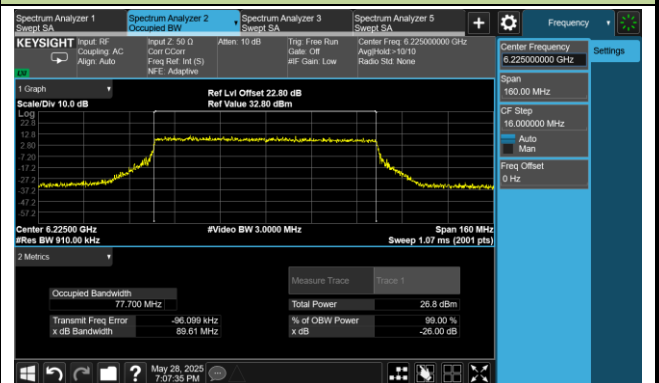 Spectrum Analyzer 1
Swept SA
Spectrum Analyzer 2
Occupied BW
Spectrum Analyzer 3
Swept SA
Spectrum Analyzer 5
Swept SA
+
Frequency
KEYSIGHT
Input: RF
Coupling: AC
Align: Auto
Input Z: 50 Ω
Corr CCorr
Freq Ref: Int (S)
NFE: Adaptive
Atten: 10 dB
Trig: Free Run
Gate: Off
#IF Gain: Low
Center Freq: 6.225000000 GHz
Avg|Hold:>10/10
Radio Std: None
Center Frequency
6.225000000 GHz
Settings
Span
160.00 MHz
CF Step
16.000000 MHz
Auto
Man
Freq Offset
0 Hz
1 Graph
Scale/Div 10.0 dB
Ref Lvl Offset 22.80 dB
Ref Value 32.80 dBm
Log
22.8
12.8
2.80
-7.20
-17.2
-27.2
-37.2
-47.2
-57.2
Center 6.22500 GHz
#Video BW 3.0000 MHz
Span 160 MHz
#Res BW 910.00 kHz
Sweep 1.07 ms (2001 pts)
2 Metrics
Measure Trace
Trace 1
Occupied Bandwidth
77.700 MHz
Total Power
26.8 dBm
Transmit Freq Error
-96.099 kHz
% of OBW Power
99.00 %
x dB Bandwidth
89.61 MHz
x dB
-26.00 dB
?
May 28, 2025
7:07:35 PM